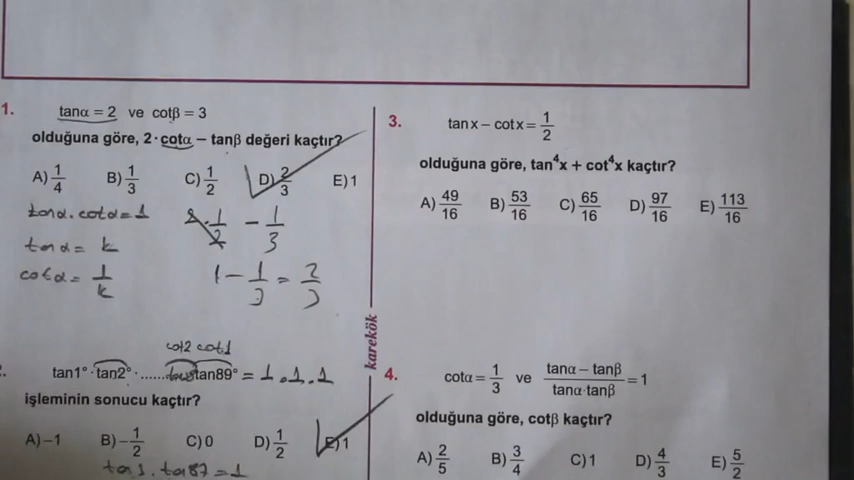 1. tanα = 2 ve cotβ = 3
olduğuna göre, 2·cotα – tanβ değeri kaçtır?
A) 1/4 B) 1/3 C) 1/2 D) 2/3 E) 1
tanα. cotα = 1 2. 1/2 – 1/3
tanα = k
cotα = 1/k 1 – 1/3 = 2/3
cot2 cot1
tan1°·tan2°·...... tan89° = 1.1.1
işleminin sonucu kaçtır?
A) –1 B) –1/2 C) 0 D) 1/2 E) 1
tan1. tan87 = 1
karekök
3. tanx – cotx = 1/2
olduğuna göre, tan⁴x + cot⁴x kaçtır?
A) 49/16 B) 53/16 C) 65/16 D) 97/16 E) 113/16
4. cotα = 1/3 ve (tanα – tanβ)/(tanα·tanβ) = 1
olduğuna göre, cotβ kaçtır?
A) 2/5 B) 3/4 C) 1 D) 4/3 E) 5/2